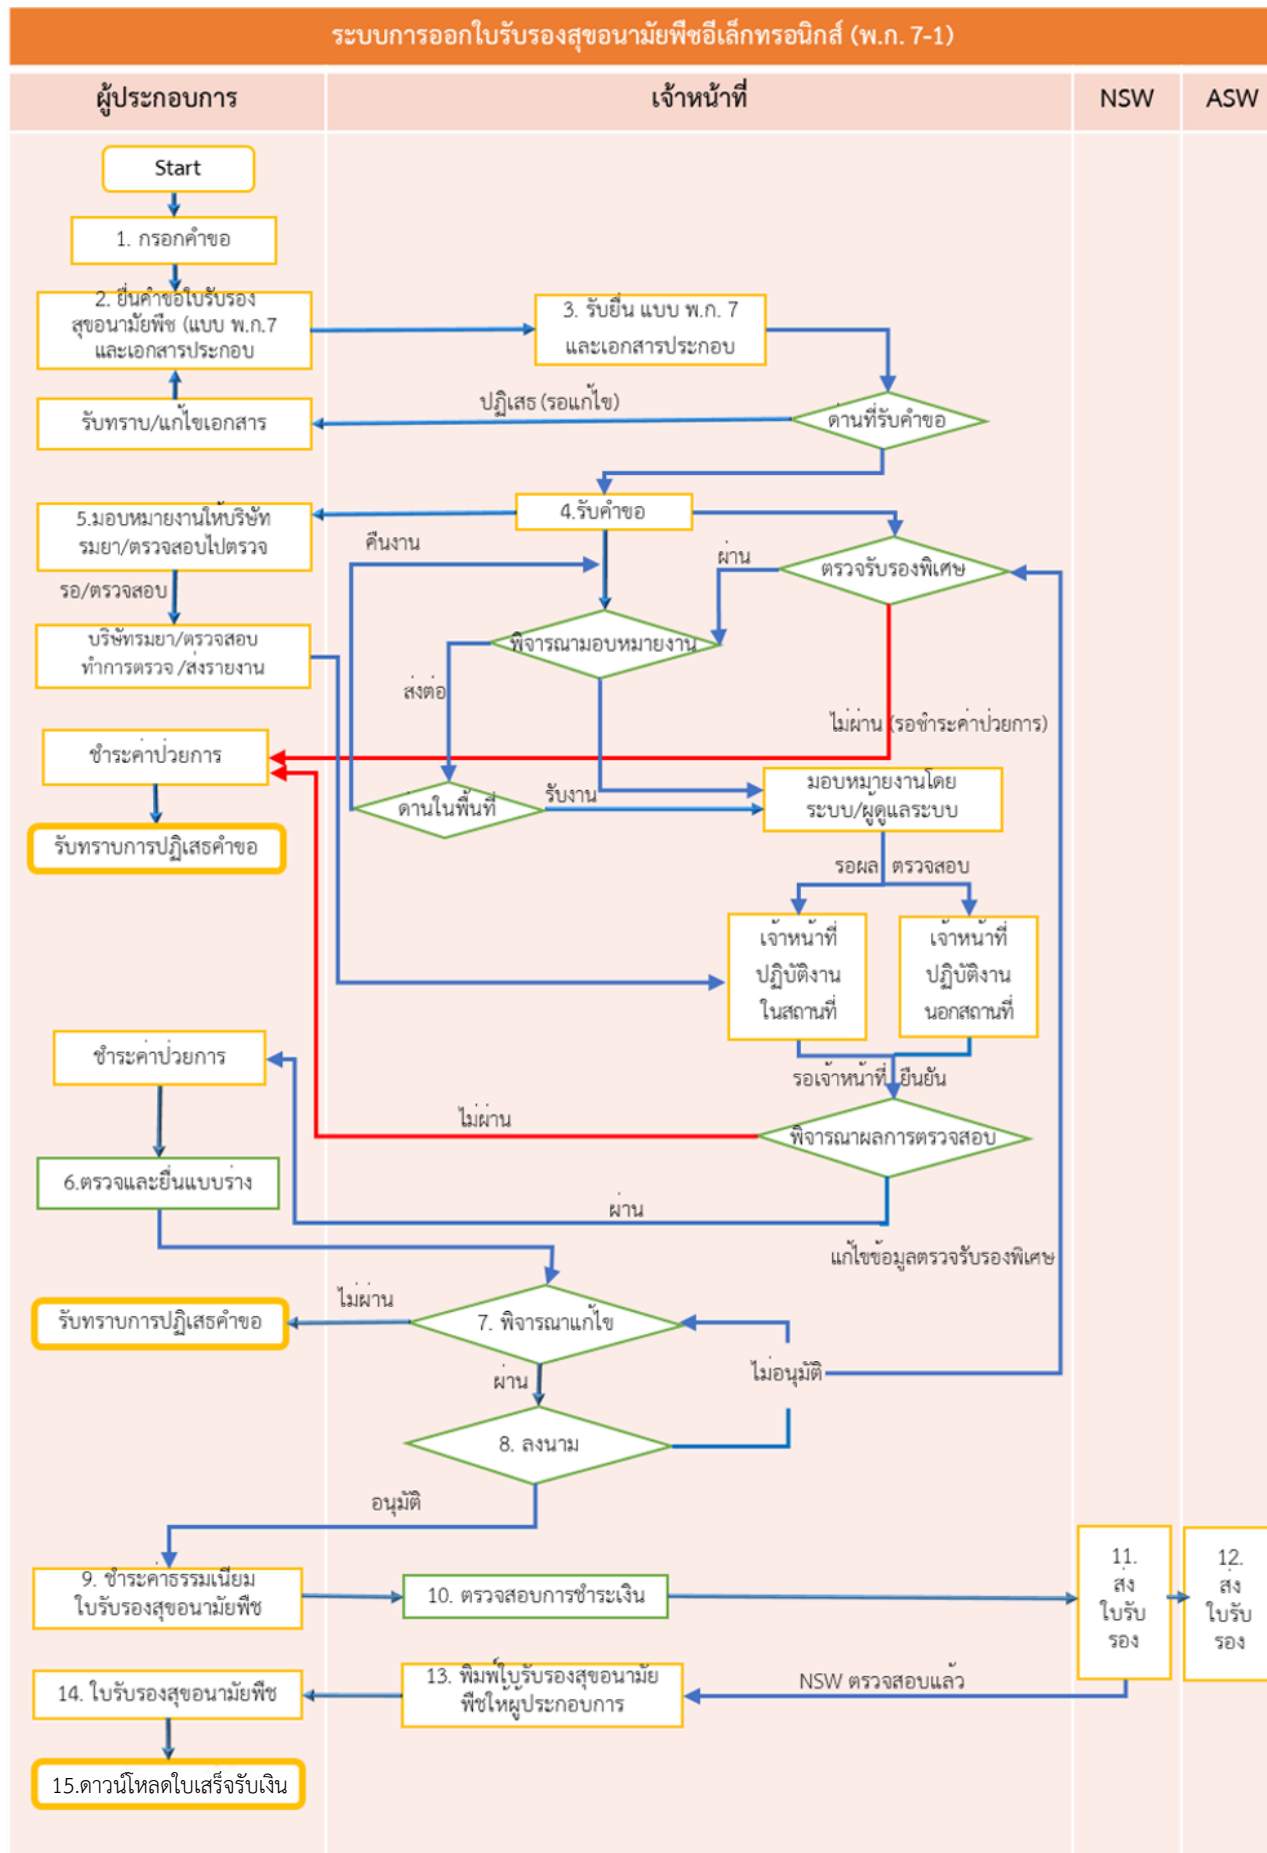 ระบบการออกใบรับรองสุขอนามัยพืชอิเล็กทรอนิกส์ (พ.ก. 7-1)
ผู้ประกอบการ
เจ้าหน้าที่
NSW
ASW
Start
1. กรอกคำขอ
2. ยื่นคำขอใบรับรอง
สุขอนามัยพืช (แบบ พ.ก.7
และเอกสารประกอบ
3. รับยื่น แบบ พ.ก. 7
และเอกสารประกอบ
ปฏิเสธ (รอแก้ไข)
รับทราบ/แก้ไขเอกสาร
ด่านที่รับคำขอ
4.รับคำขอ
5.มอบหมายงานให้บริษัท
รมยา/ตรวจสอบไปตรวจ
คืนงาน
ผ่าน
ตรวจรับรองพิเศษ
รอ/ตรวจสอบ
บริษัทรมยา/ตรวจสอบ
ทำการตรวจ /ส่งรายงาน
พิจารณามอบหมายงาน
ส่งต่อ
ไม่ผ่าน (รอชำระค่าป่วยการ)
ชำระค่าป่วยการ
ด่านในพื้นที่
รับงาน
มอบหมายงานโดย
ระบบ/ผู้ดูแลระบบ
รับทราบการปฏิเสธคำขอ
รอผล ตรวจสอบ
เจ้าหน้าที่
ปฏิบัติงาน
ในสถานที่
เจ้าหน้าที่
ปฏิบัติงาน
นอกสถานที่
ชำระค่าป่วยการ
รอเจ้าหน้าที่ ยืนยัน
ไม่ผ่าน
พิจารณาผลการตรวจสอบ
6.ตรวจและยื่นแบบร่าง
ผ่าน
แก้ไขข้อมูลตรวจรับรองพิเศษ
ไม่ผ่าน
รับทราบการปฏิเสธคำขอ
7. พิจารณาแก้ไข
ผ่าน
ไม่อนุมัติ
8. ลงนาม
อนุมัติ
9. ชำระค่าธรรมเนียม
ใบรับรองสุขอนามัยพืช
10. ตรวจสอบการชำระเงิน
11.
ส่ง
ใบรับ
รอง
12.
ส่ง
ใบรับ
รอง
14. ใบรับรองสุขอนามัยพืช
13. พิมพ์ใบรับรองสุขอนามัย
พืชให้ผู้ประกอบการ
NSW ตรวจสอบแล้ว
15.ดาวน์โหลดใบเสร็จรับเงิน